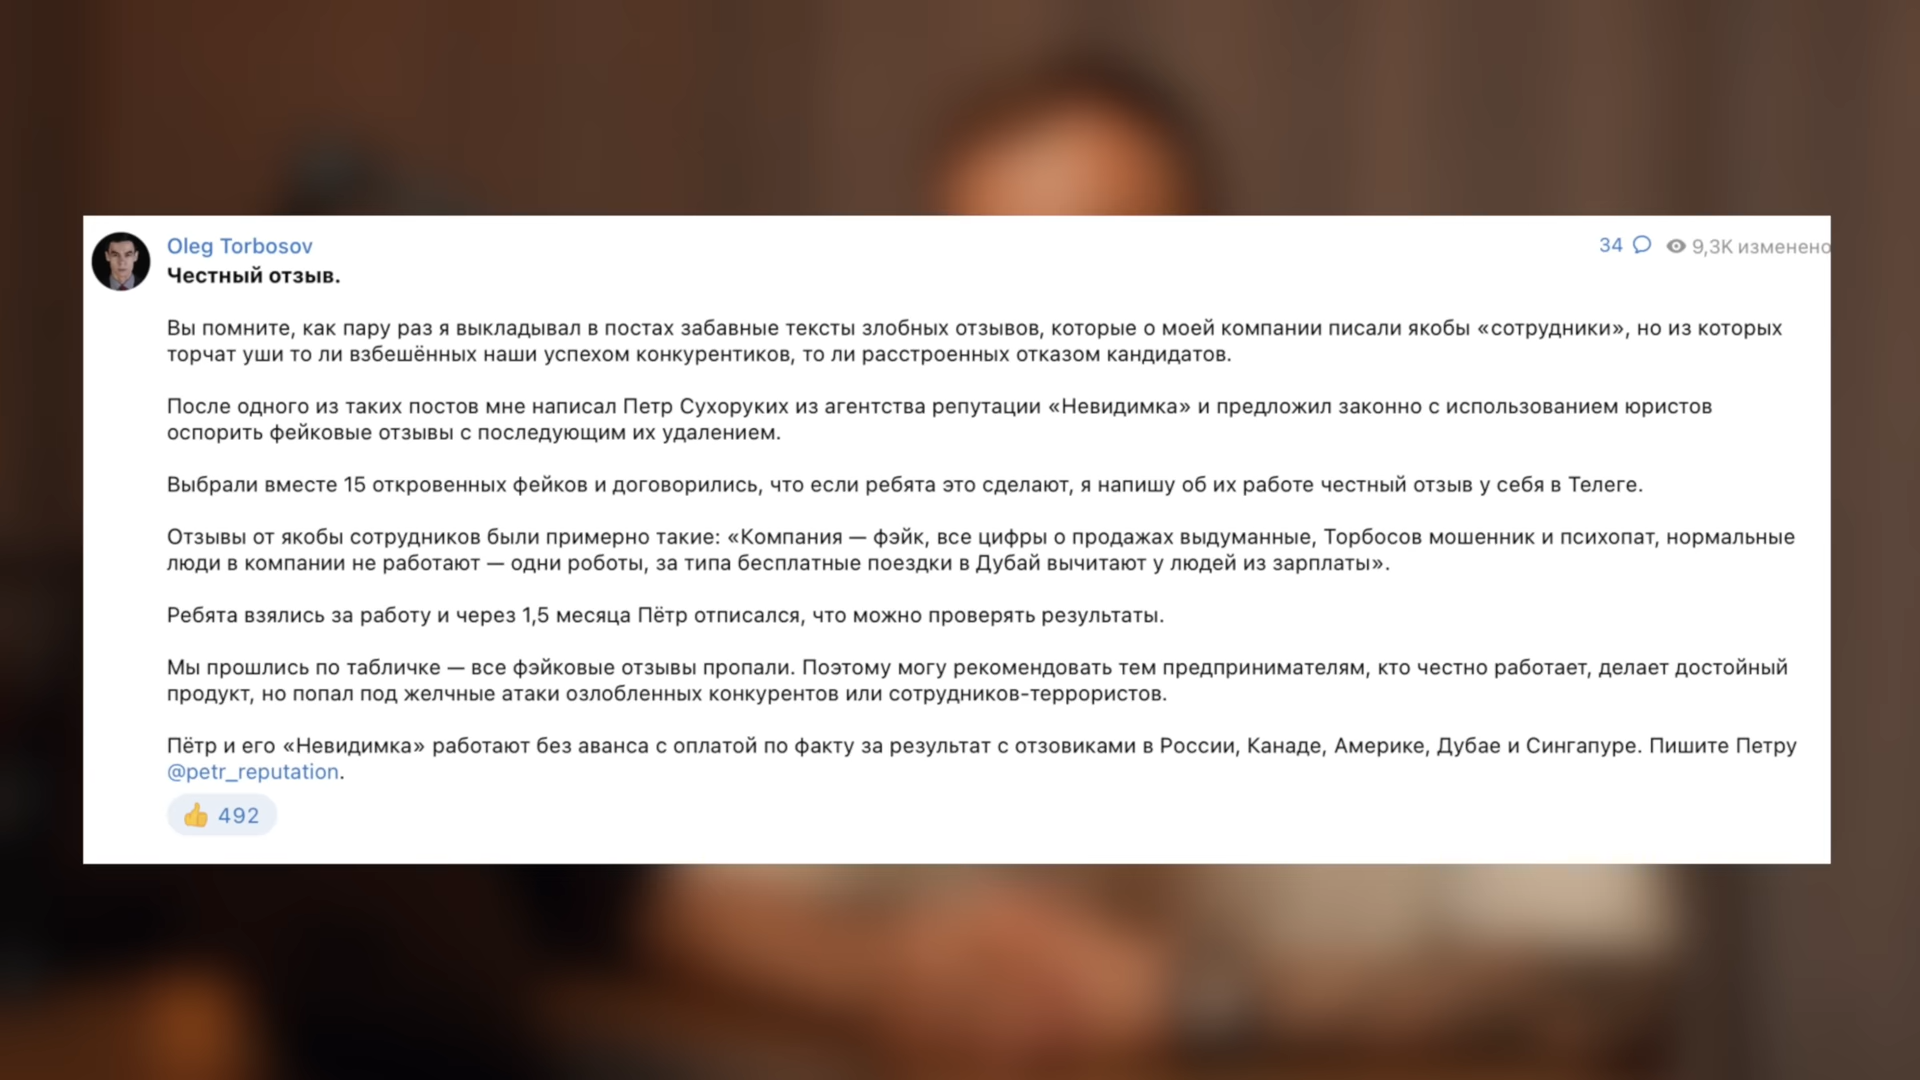 Oleg Torbosov
34 9,3K изменено
Честный отзыв.
Вы помните, как пару раз я выкладывал в постах забавные тексты злобных отзывов, которые о моей компании писали якобы «сотрудники», но из которых
торчат уши то ли взбешённых наши успехом конкурентиков, то ли расстроенных отказом кандидатов.
После одного из таких постов мне написал Петр Сухоруких из агентства репутации «Невидимка» и предложил законно с использованием юристов
оспорить фейковые отзывы с последующим их удалением.
Выбрали вместе 15 откровенных фейков и договорились, что если ребята это сделают, я напишу об их работе честный отзыв у себя в Телеге.
Отзывы от якобы сотрудников были примерно такие: «Компания — фэйк, все цифры о продажах выдуманные, Торбосов мошенник и психопат, нормальные
люди в компании не работают — одни роботы, за типа бесплатные поездки в Дубай вычитают у людей из зарплаты».
Ребята взялись за работу и через 1,5 месяца Пётр отписался, что можно проверять результаты.
Мы прошлись по табличке — все фэйковые отзывы пропали. Поэтому могу рекомендовать тем предпринимателям, кто честно работает, делает достойный
продукт, но попал под желчные атаки озлобленных конкурентов или сотрудников-террористов.
Пётр и его «Невидимка» работают без аванса с оплатой по факту за результат с отзовиками в России, Канаде, Америке, Дубае и Сингапуре. Пишите Петру
@petr_reputation.
492